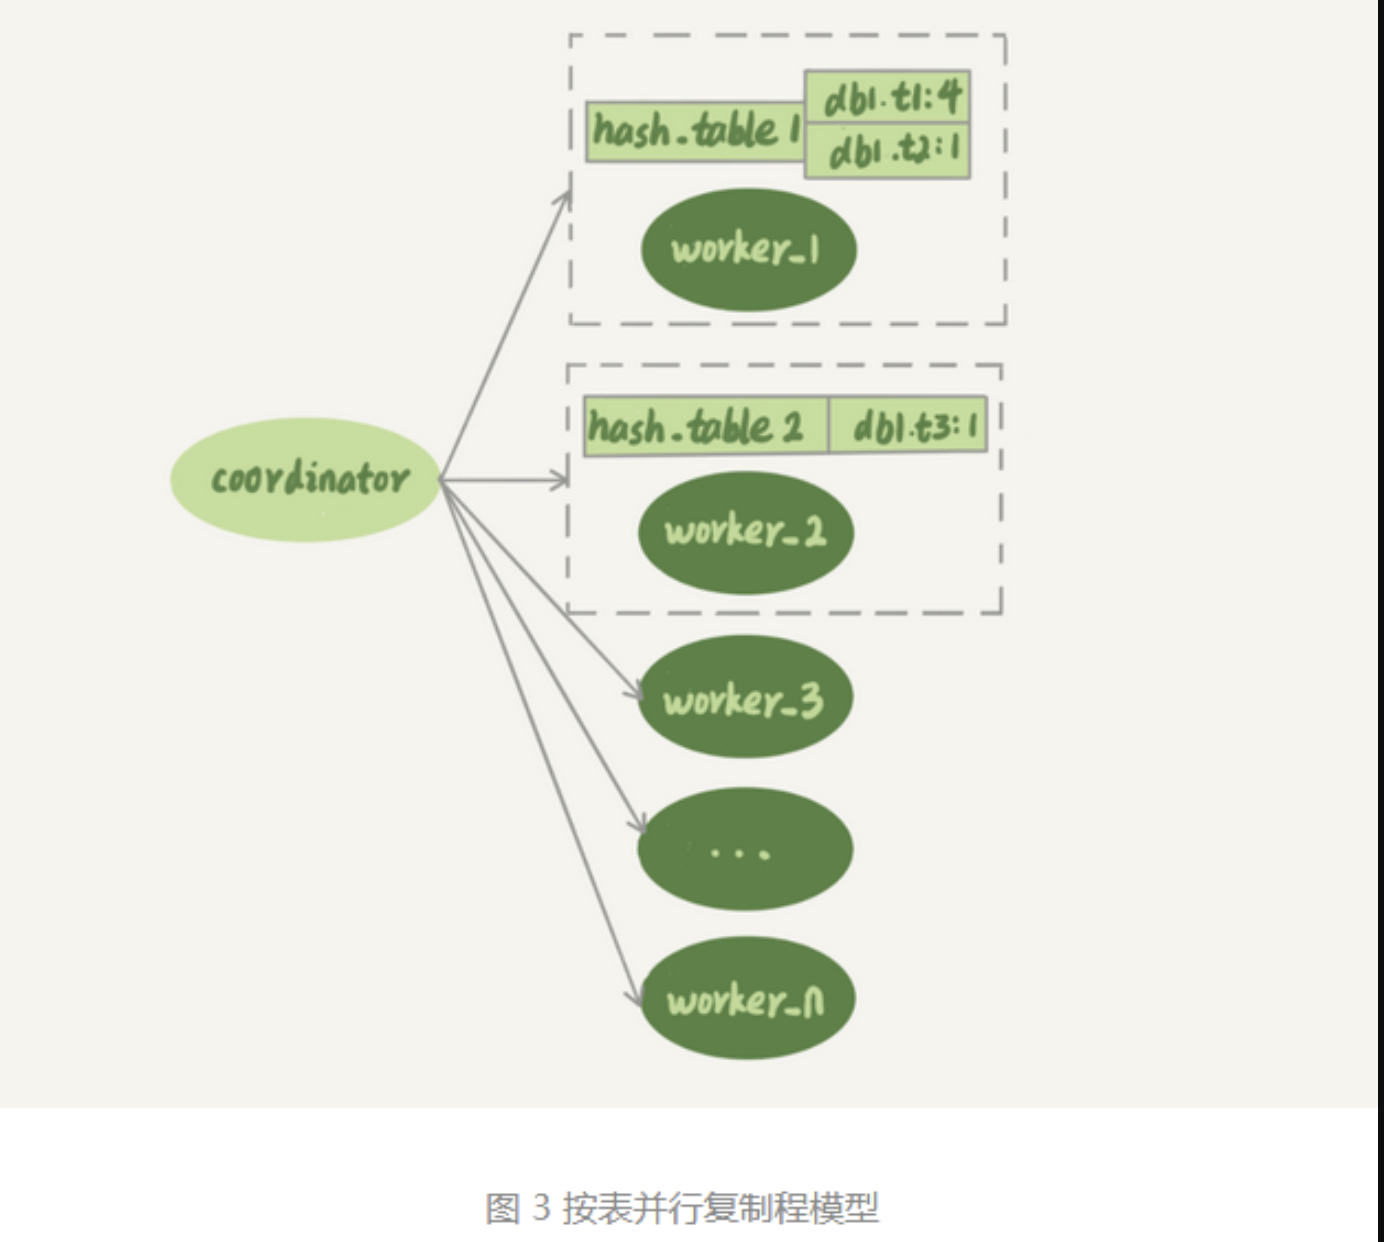 db1.t1:4
hash_table 1
db1.t2:1
worker_1
hash_table 2 db1.t3:1
coordinator
worker_2
worker_3
...
worker_n
图 3 按表并行复制程模型